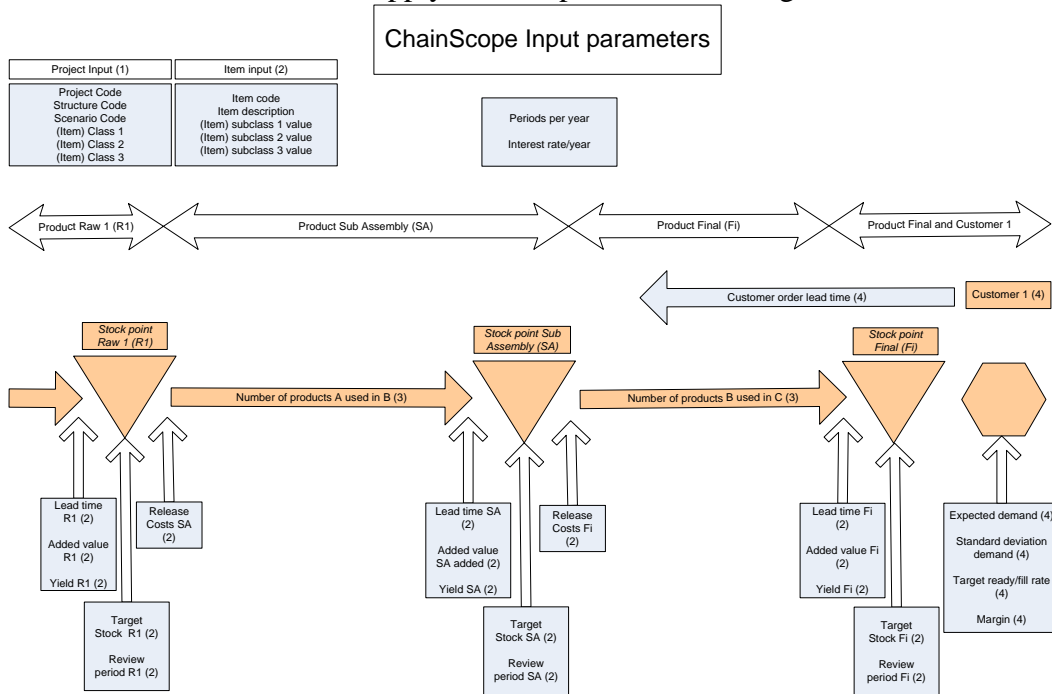 ChainScope Input parameters
Project Input (1)
Item input (2)
Project Code
Structure Code
Scenario Code
(Item) Class 1
(Item) Class 2
(Item) Class 3
Item code
Item description
(Item) subclass 1 value
(Item) subclass 2 value
(Item) subclass 3 value
Periods per year
Interest rate/year
Product Raw 1 (R1)
Product Sub Assembly (SA)
Product Final (Fi)
Product Final and Customer 1
Customer order lead time (4)
Customer 1 (4)
Stock point
Raw 1 (R1)
Stock point Sub
Assembly (SA)
Stock point
Final (Fi)
Number of products A used in B (3)
Number of products B used in C (3)
Lead time
R1 (2)
Added value
R1 (2)
Yield R1 (2)
Release
Costs SA
(2)
Target
Stock R1 (2)
Review
period R1 (2)
Lead time SA
(2)
Added value
SA added (2)
Yield SA (2)
Release
Costs Fi
(2)
Target
Stock SA (2)
Review
period SA (2)
Lead time Fi
(2)
Added value Fi
(2)
Yield Fi (2)
Target
Stock Fi (2)
Review
period Fi (2)
Expected demand (4)
Standard deviation
demand (4)
Target ready/fill rate
(4)
Margin (4)